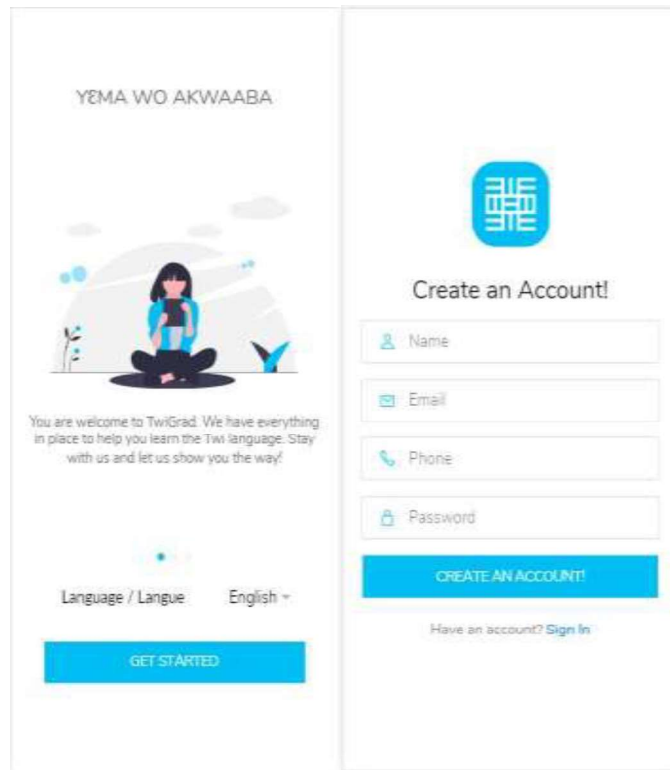 YƐMA WO AKWAABA
You are welcome to TwiGrad. We have everything
in place to help you learn the Twi language. Stay
with us and let us show you the way!
Language / Langue English
GET STARTED
Create an Account!
Name
Email
Phone
Password
CREATE AN ACCOUNT!
Have an account? Sign In